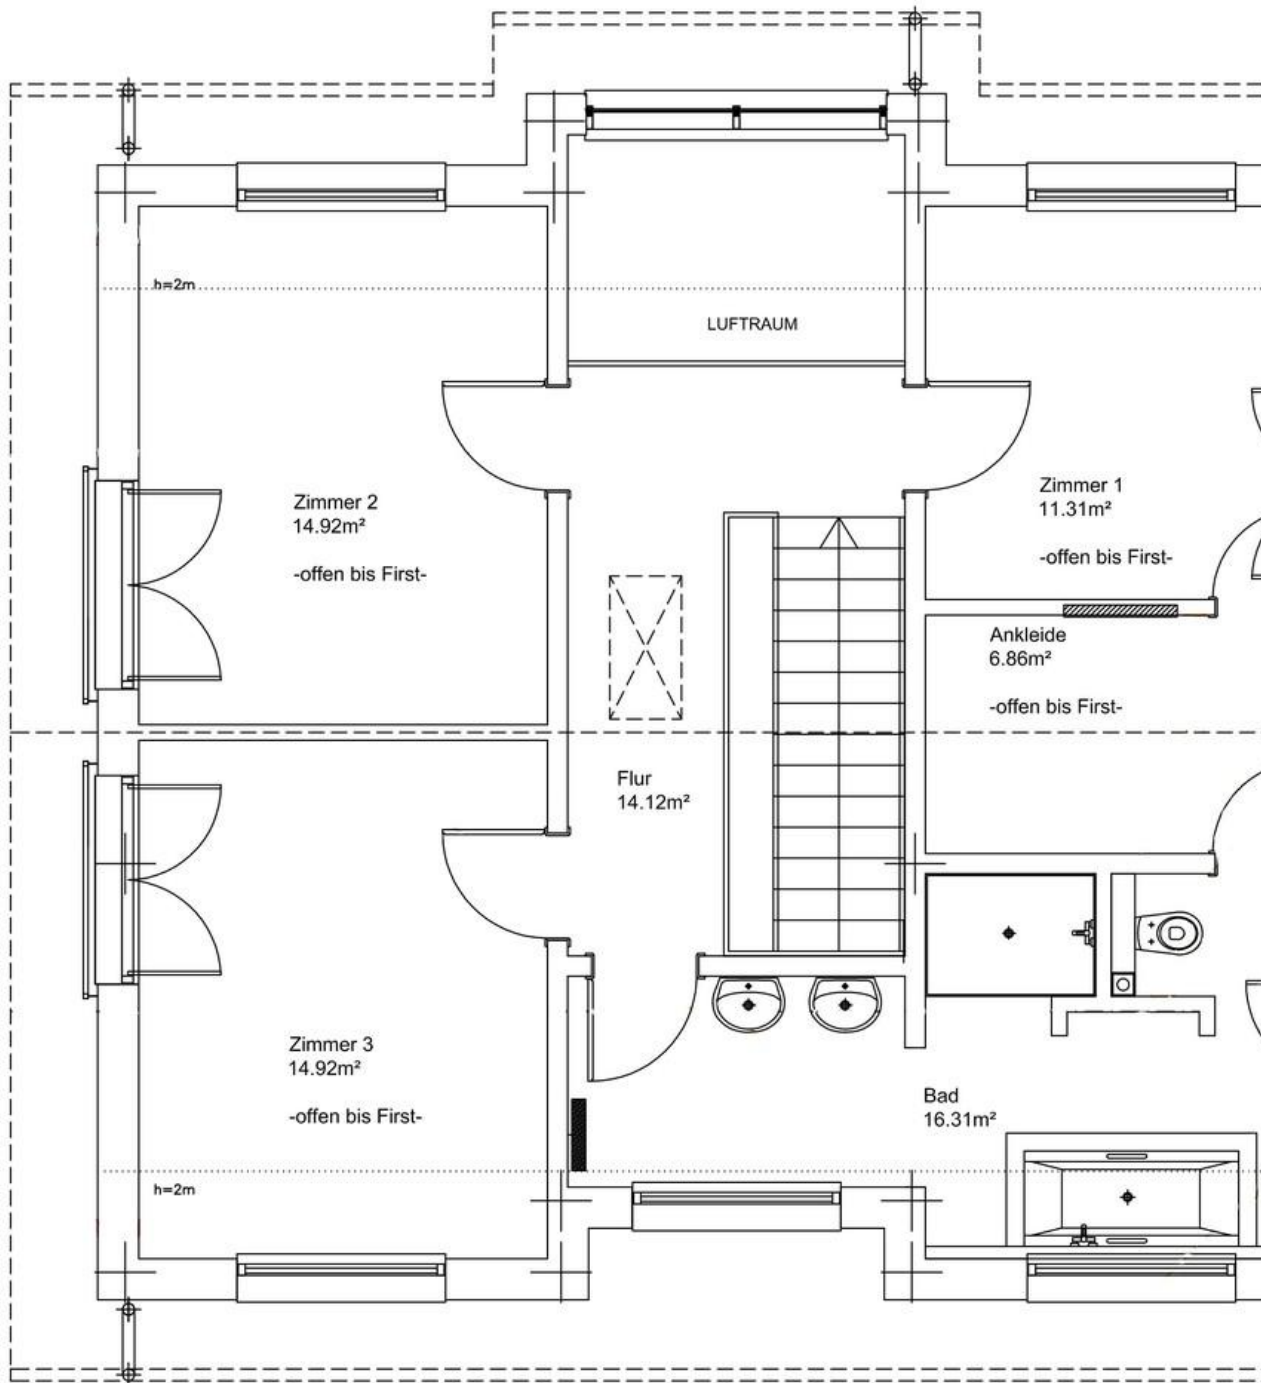 h=2m
LUFTRAUM
Zimmer 2
14.92m²
-offen bis First-
Zimmer 1
11.31m²
-offen bis First-
Ankleide
6.86m²
-offen bis First-
Flur
14.12m²
Zimmer 3
14.92m²
-offen bis First-
Bad
16.31m²
h=2m